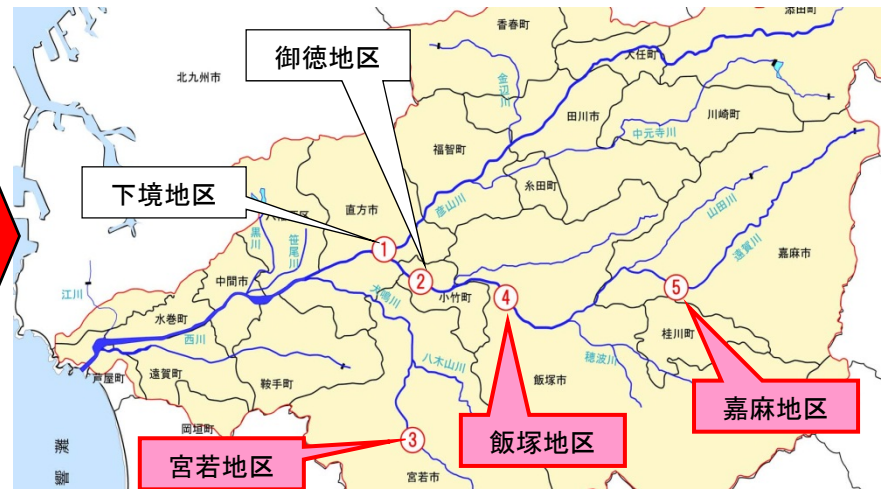 添田町
香春町
大任町
御徳地区
北九州市
金辺川
田川市
川崎町
中元寺川
福智町
糸田町
下境地区
直方市
彦山川
山田川
遠賀川
嘉麻市
黒川
笹尾川
①
②
小竹町
④
⑤
江川
中間市
犬鳴川
水巻町
西川
桂川町
穂波川
八木山川
芦屋町
遠賀町
鞍手町
飯塚市
嘉麻地区
岡垣町
飯塚地区
③
宮若地区
宮若市
響灘